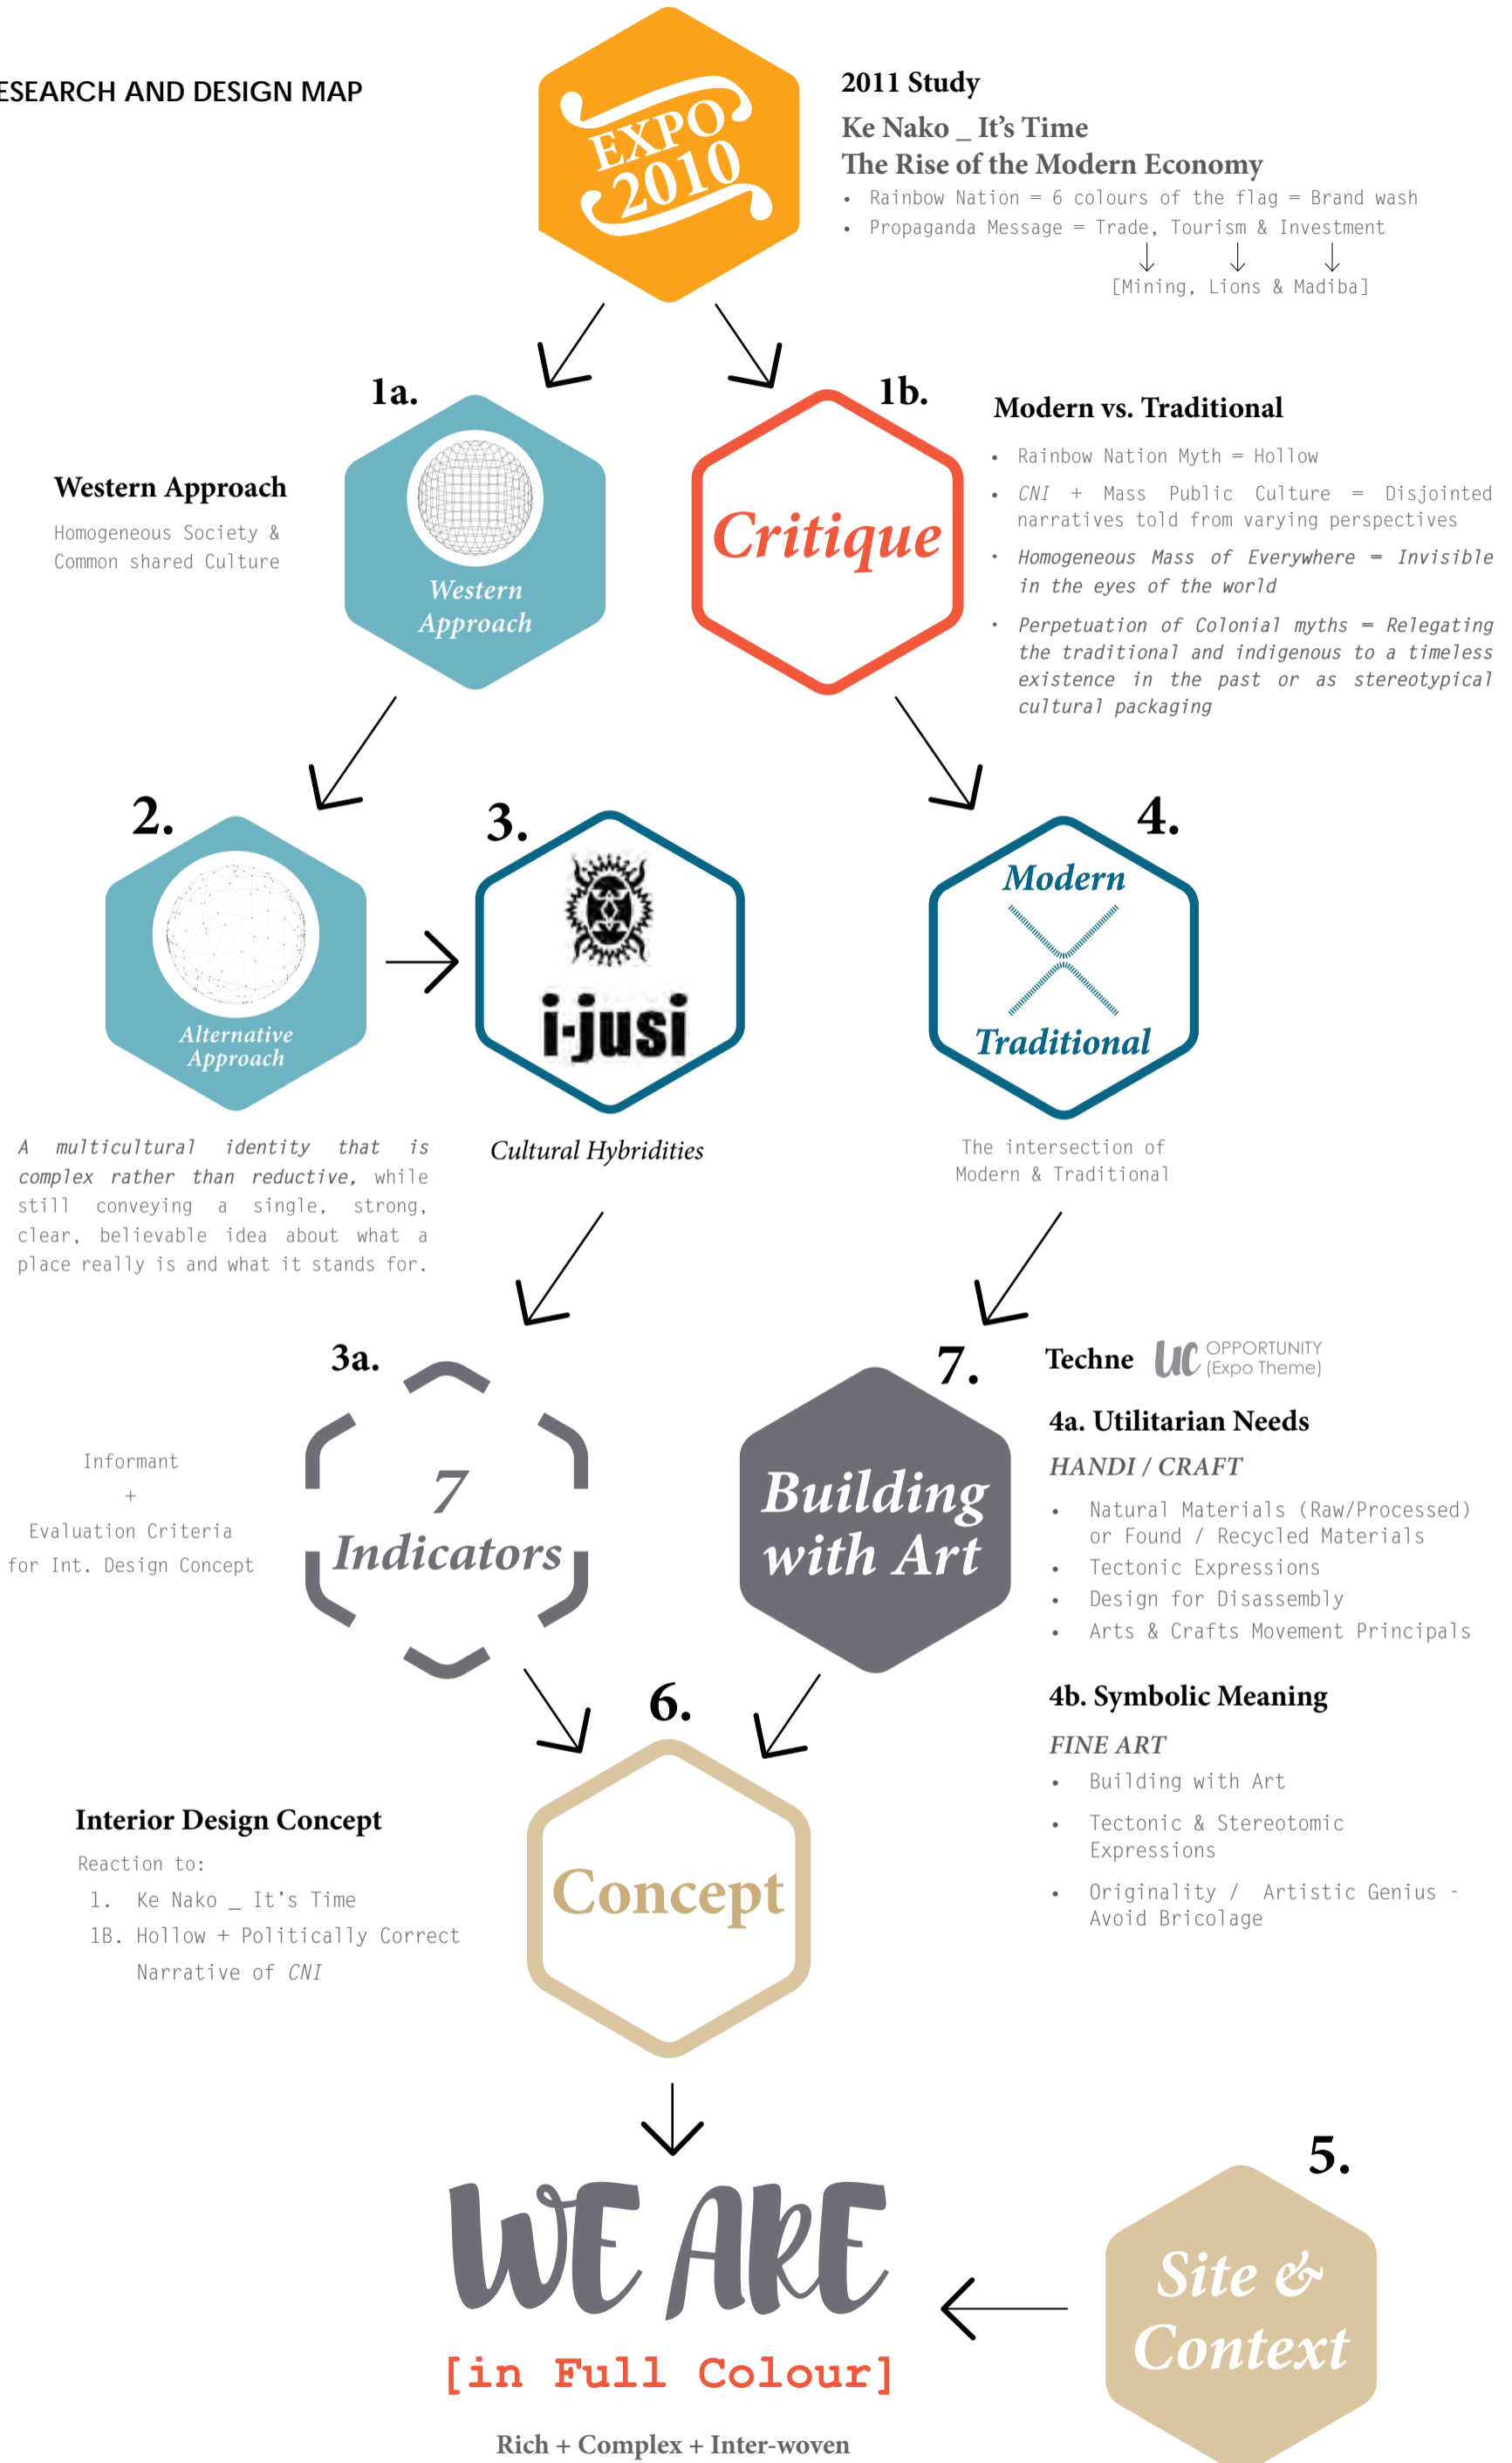 ESEARCH AND DESIGN MAP
EXPO
2010
2011 Study
Ke Nako _ It’s Time
The Rise of the Modern Economy
• Rainbow Nation = 6 colours of the flag = Brand wash
• Propaganda Message = Trade, Tourism & Investment
[Mining, Lions & Madiba]
1a.
Western Approach
Homogeneous Society &
Common shared Culture
Western
Approach
1b.
Critique
Modern vs. Traditional
• Rainbow Nation Myth = Hollow
• CNI + Mass Public Culture = Disjointed
narratives told from varying perspectives
• Homogeneous Mass of Everywhere = Invisible
in the eyes of the world
• Perpetuation of Colonial myths = Relegating
the traditional and indigenous to a timeless
existence in the past or as stereotypical
cultural packaging
2.
Alternative
Approach
A multicultural identity that is
complex rather than reductive, while
still conveying a single, strong,
clear, believable idea about what a
place really is and what it stands for.
3.
i-jusi
Cultural Hybridities
4.
Modern
Traditional
The intersection of
Modern & Traditional
3a.
Informant
+
Evaluation Criteria
for Int. Design Concept
7
Indicators
7.
Building
with Art
Techne UC OPPORTUNITY
(Expo Theme)
4a. Utilitarian Needs
HANDI / CRAFT
• Natural Materials (Raw/Processed)
or Found / Recycled Materials
• Tectonic Expressions
• Design for Disassembly
• Arts & Crafts Movement Principals
4b. Symbolic Meaning
FINE ART
• Building with Art
• Tectonic & Stereotomic
Expressions
• Originality / Artistic Genius -
Avoid Bricolage
6.
Interior Design Concept
Reaction to:
1. Ke Nako _ It’s Time
1B. Hollow + Politically Correct
Narrative of CNI
Concept
WE ARE
[in Full Colour]
Rich + Complex + Inter-woven
5.
Site &
Context